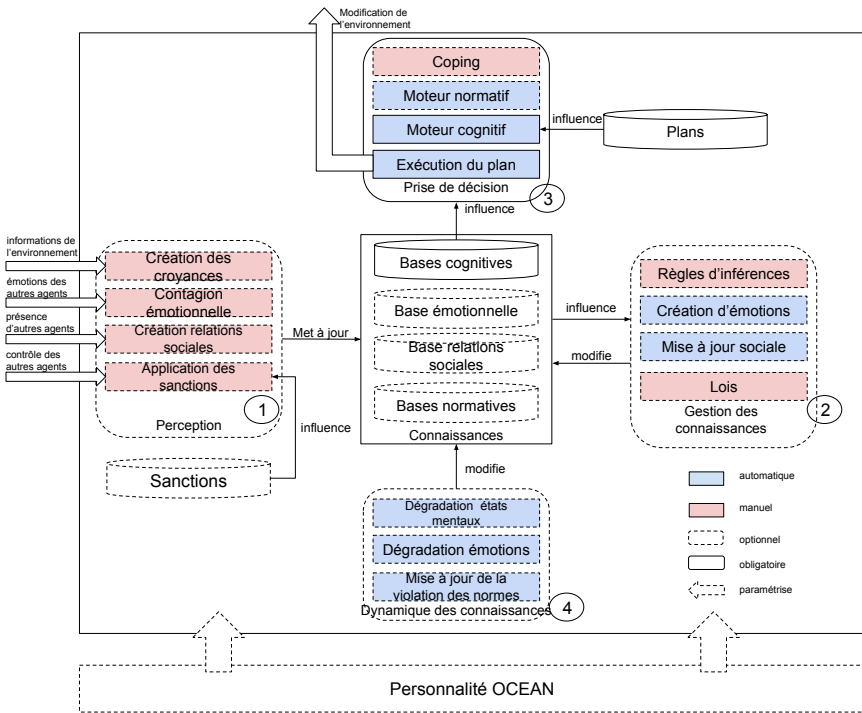 Modification de
l'environnement
Coping
Moteur normatif
Moteur cognitif
Exécution du plan
Prise de décision
3
influence
Plans
influence
informations de
l'environnement
émotions des
autres agents
présence
d'autres agents
contrôle des
autres agents
Création des
croyances
Contagion
émotionnelle
Création relations
sociales
Application des
sanctions
1
Perception
Met à jour
influence
Sanctions
Bases cognitives
Base émotionnelle
Base relations
sociales
Bases normatives
Connaissances
influence
modifie
Règles d'inférences
Création d'émotions
Mise à jour sociale
Lois
Gestion des
connaissances
2
modifie
Dégradation états
mentaux
Dégradation émotions
Mise à jour de la
violation des normes
Dynamique des connaissances
4
automatique
manuel
optionnel
obligatoire
paramétrise
Personnalité OCEAN